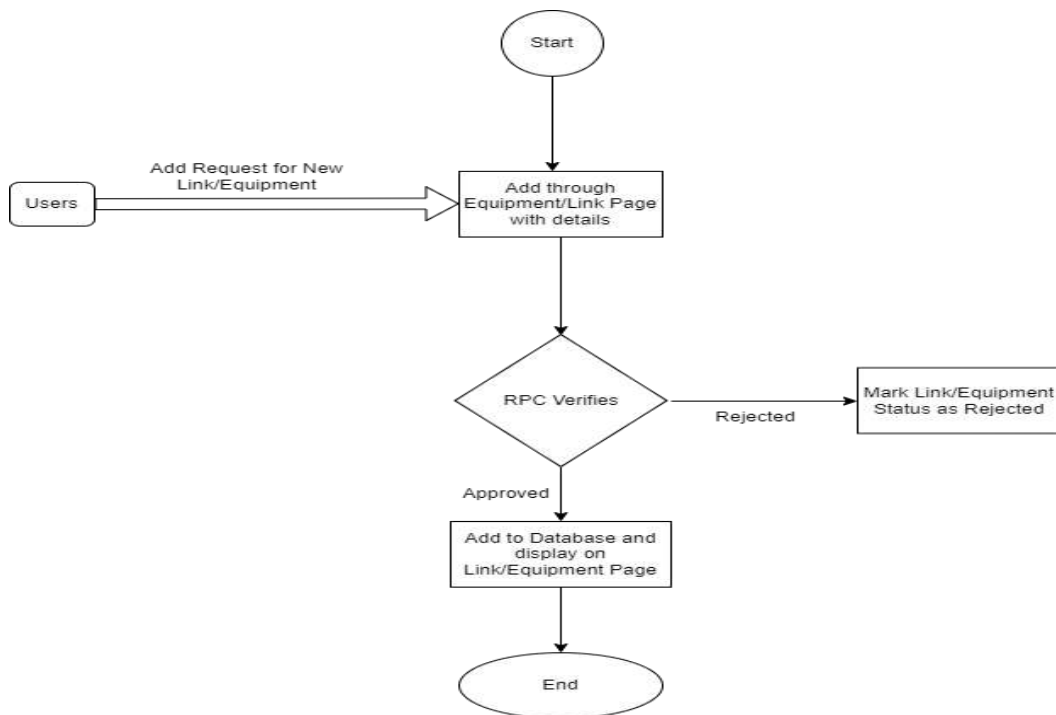 Start
Add Request for New
Link/Equipment
Users
Add through
Equipment/Link Page
with details
RPC Verifies
Rejected
Mark Link/Equipment
Status as Rejected
Approved
Add to Database and
display on
Link/Equipment Page
End